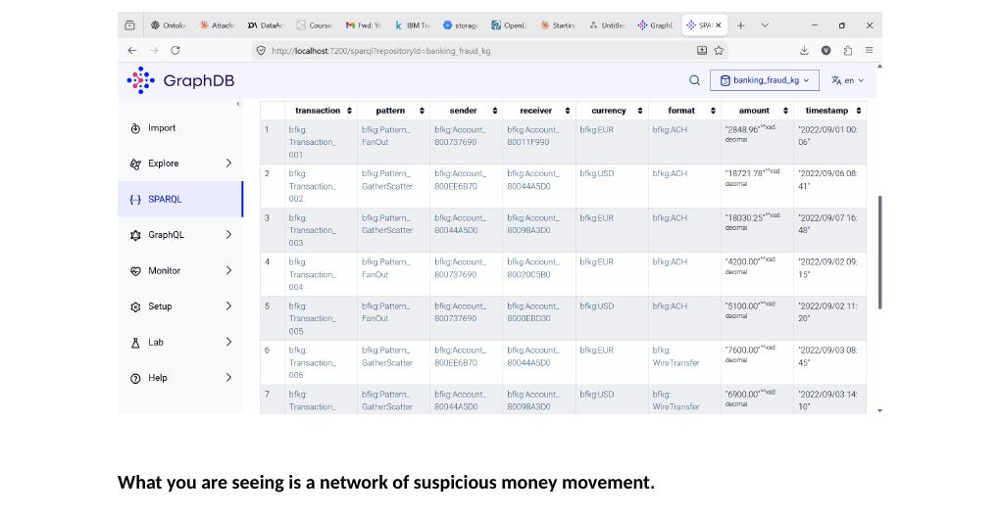 Ontolo
Attachi
DataAr
Course
Fwd: Yo
IBM Tra
storage
OpenLi
Starting
Untitled
GraphD
SPA
http://localhost:7200/sparql?repositoryId=banking_fraud_kg
GraphDB
banking_fraud_kg
en
Import
Explore
SPARQL
GraphQL
Monitor
Setup
Lab
Help
transaction pattern sender receiver currency format amount timestamp
1 bfkg: bfkg:Pattern_ bfkg:Account_ bfkg:Account_ bfkg:EUR bfkg:ACH "2848.96"^^xsd: "2022/09/01 00:
Transaction_ FanOut 800737690 80011F990 decimal 06"
001
2 bfkg: bfkg:Pattern_ bfkg:Account_ bfkg:Account_ bfkg:USD bfkg:ACH "18721.78"^^xsd: "2022/09/06 08:
Transaction_ GatherScatter 800EE6B70 80044A5D0 decimal 41"
002
3 bfkg: bfkg:Pattern_ bfkg:Account_ bfkg:Account_ bfkg:EUR bfkg:ACH "18030.25"^^xsd: "2022/09/07 16:
Transaction_ GatherScatter 80044A5D0 80098A3D0 decimal 48"
003
4 bfkg: bfkg:Pattern_ bfkg:Account_ bfkg:Account_ bfkg:EUR bfkg:ACH "4200.00"^^xsd: "2022/09/02 09:
Transaction_ FanOut 800737690 80020C5B0 decimal 15"
004
5 bfkg: bfkg:Pattern_ bfkg:Account_ bfkg:Account_ bfkg:USD bfkg:ACH "5100.00"^^xsd: "2022/09/02 11:
Transaction_ FanOut 800737690 8000EBD30 decimal 20"
005
6 bfkg: bfkg:Pattern_ bfkg:Account_ bfkg:Account_ bfkg:EUR bfkg: "7600.00"^^xsd: "2022/09/03 08:
Transaction_ GatherScatter 800EE6B70 80044A5D0 WireTransfer decimal 45"
006
7 bfkg: bfkg:Pattern_ bfkg:Account_ bfkg:Account_ bfkg:USD bfkg: "6900.00"^^xsd: "2022/09/03 14:
Transaction_ GatherScatter 80044A5D0 80098A3D0 WireTransfer decimal 10"
What you are seeing is a network of suspicious money movement.